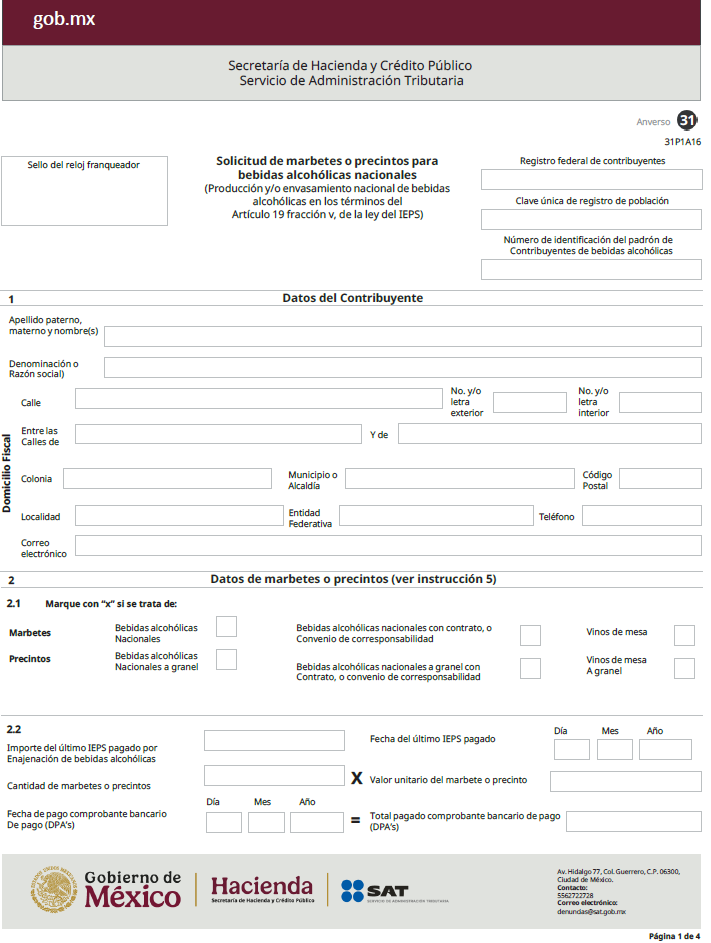 gob.mx
Secretaría de Hacienda y Crédito Público
Servicio de Administración Tributaria
Anverso 31
31P1A16
Sello del reloj franqueador
Solicitud de marbetes o precintos para
bebidas alcohólicas nacionales
(Producción y/o envasamiento nacional de bebidas
alcohólicas en los términos del
Artículo 19 fracción v, de la ley del IEPS)
Registro federal de contribuyentes
Clave única de registro de población
Número de identificación del padrón de
Contribuyentes de bebidas alcohólicas
1 Datos del Contribuyente
Apellido paterno,
materno y nombre(s)
Denominación o
Razón social)
Domicilio Fiscal
Calle
No. y/o
letra
exterior
No. y/o
letra
interior
Entre las
Calles de
Y de
Colonia
Municipio o
Alcaldía
Código
Postal
Localidad
Entidad
Federativa
Teléfono
Correo
electrónico
2 Datos de marbetes o precintos (ver instrucción 5)
2.1 Marque con “x” si se trata de:
Marbetes
Bebidas alcohólicas
Nacionales
Bebidas alcohólicas nacionales con contrato, o
Convenio de corresponsabilidad
Vinos de mesa
Precintos
Bebidas alcohólicas
Nacionales a granel
Bebidas alcohólicas nacionales a granel con
Contrato, o convenio de corresponsabilidad
Vinos de mesa
A granel
2.2
Importe del último IEPS pagado por
Enajenación de bebidas alcohólicas
Fecha del último IEPS pagado
Día Mes Año
Cantidad de marbetes o precintos
X Valor unitario del marbete o precinto
Fecha de pago comprobante bancario
De pago (DPA’s)
Día Mes Año
= Total pagado comprobante bancario de pago
(DPA’s)
Gobierno de
México
Hacienda
Secretaría de Hacienda y Crédito Público
SAT
SERVICIO DE ADMINISTRACIÓN TRIBUTARIA
Av. Hidalgo 77, Col. Guerrero, C.P. 06300,
Ciudad de México.
Contacto:
5562722728
Correo electrónico:
denundas@sat.gob.mx
Página 1 de 4